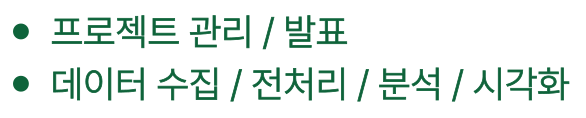 ● 프로젝트 관리 / 발표
● 데이터 수집 / 전처리 / 분석 / 시각화